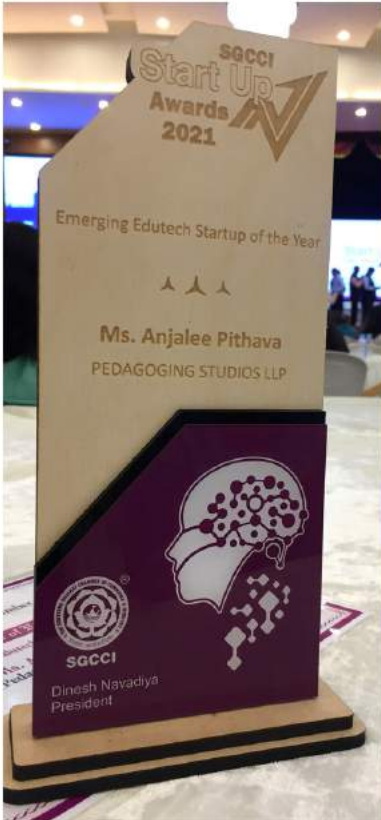 SGCCI
Start Up
Awards
2021
Emerging Edutech Startup of the Year
Ms. Anjalee Pithava
PEDAGOGING STUDIOS LLP
®
SGCCI
Dinesh Navadiya
President